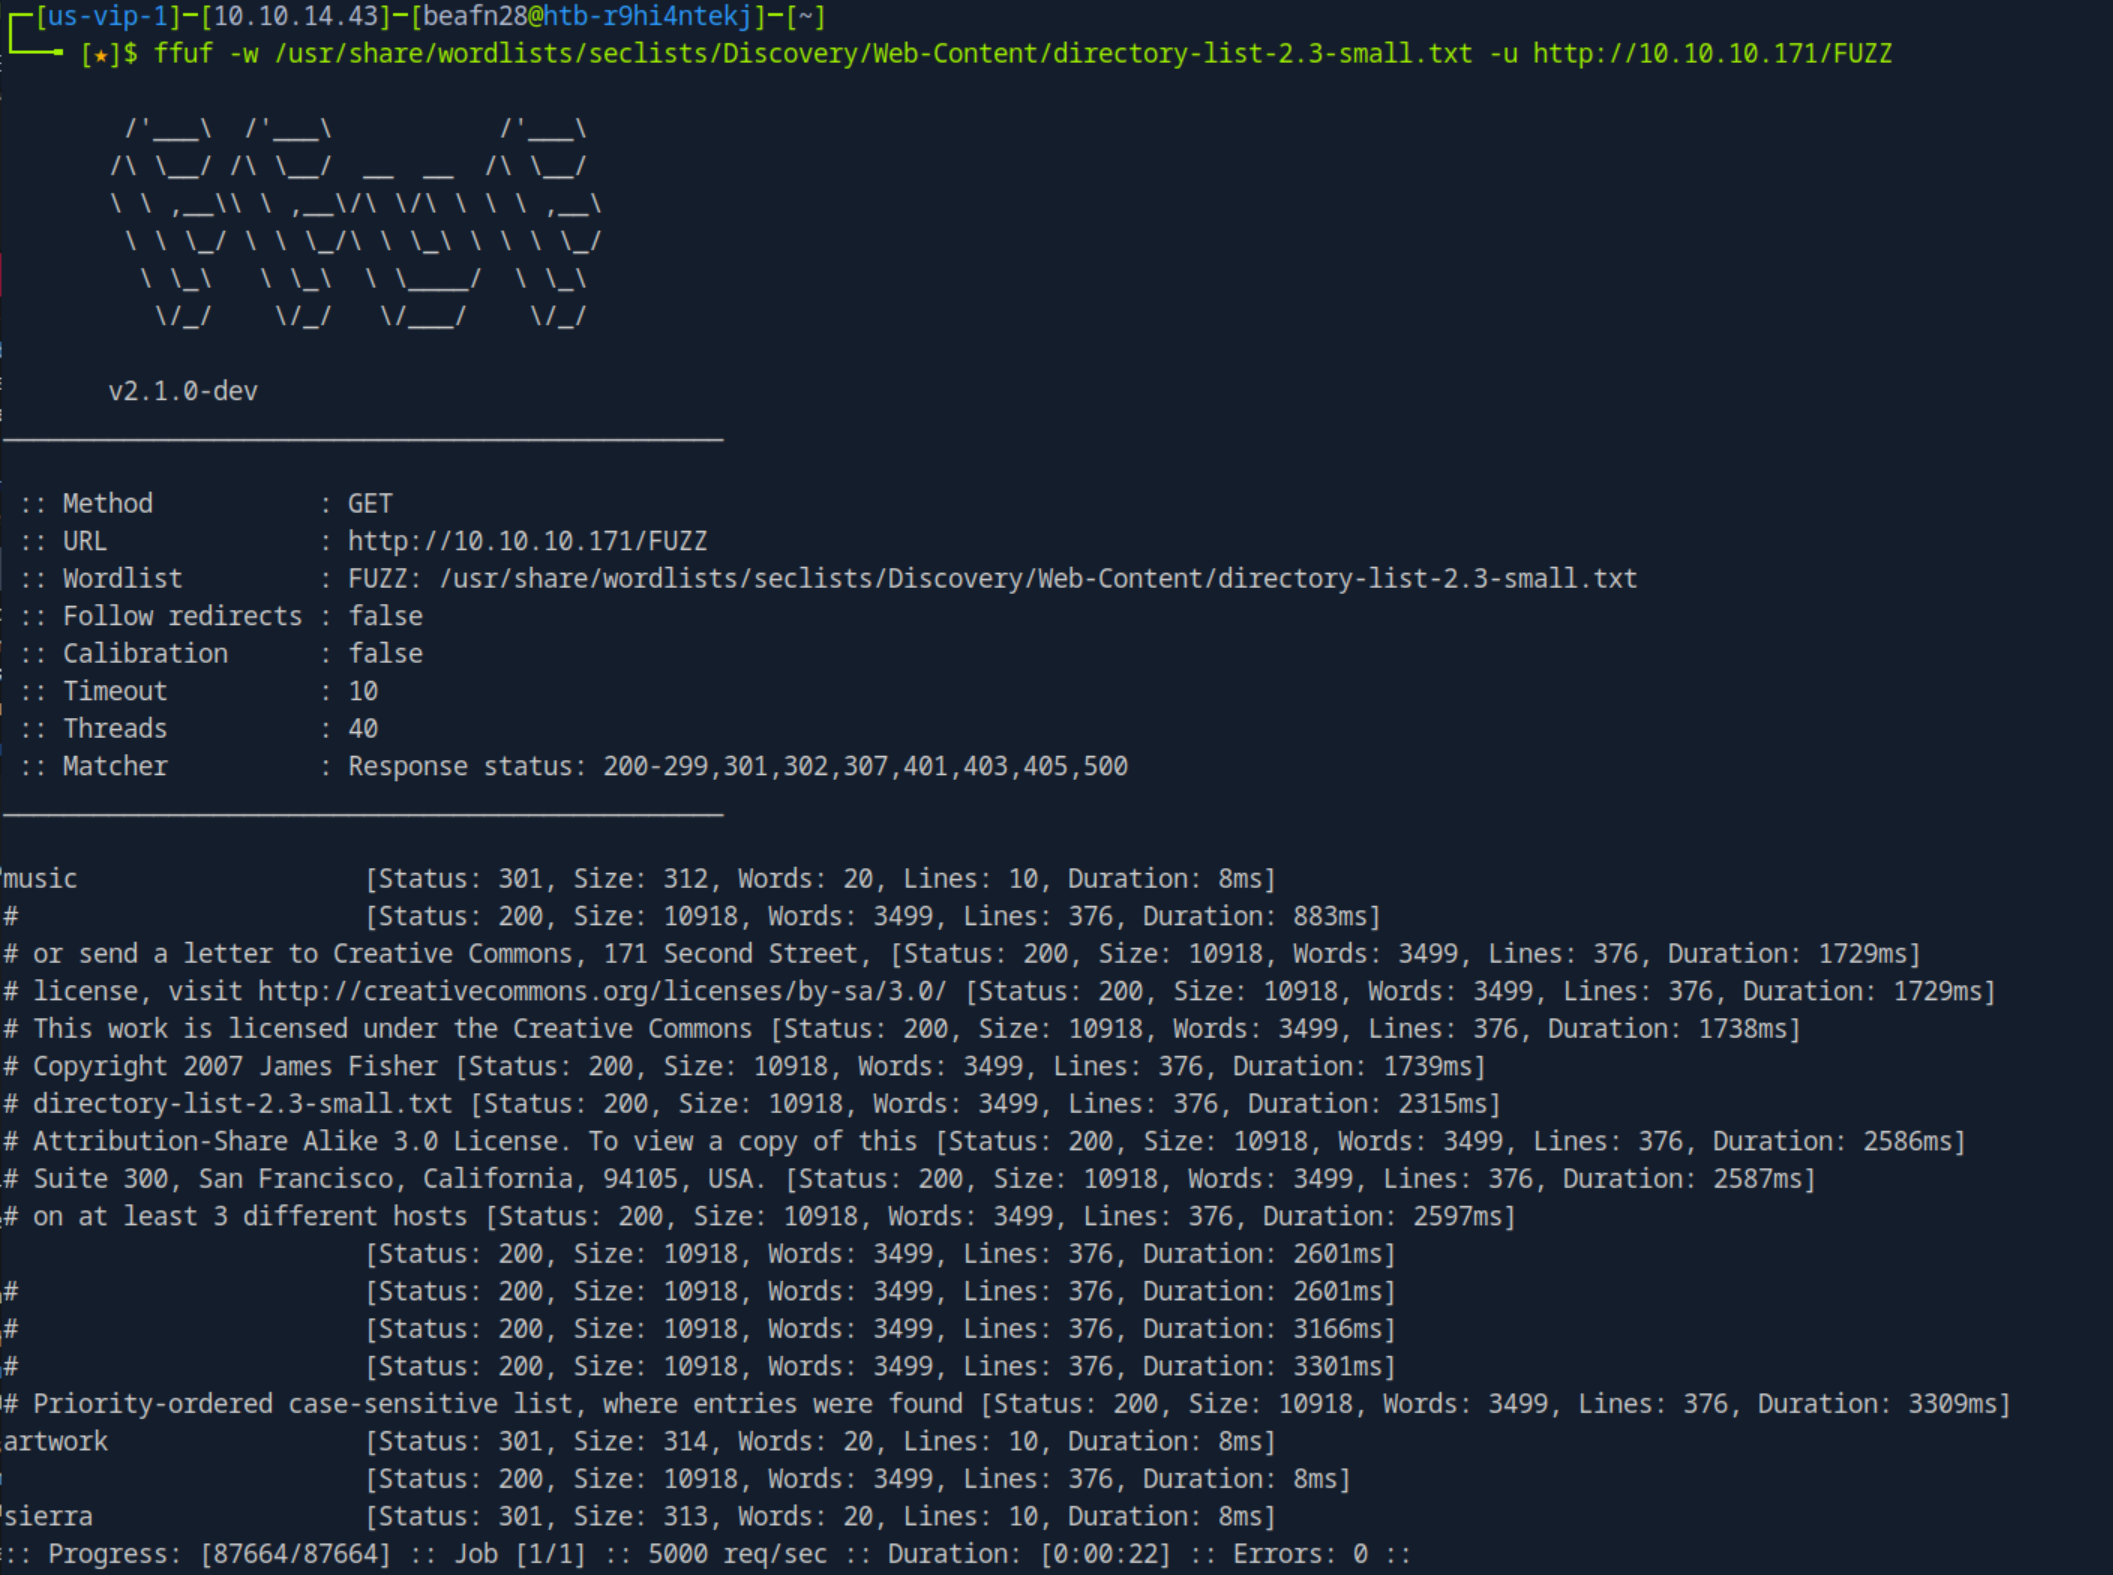 ┌─[us-vip-1]─[10.10.14.43]─[beafn28@htb-r9hi4ntekj]─[~]
└──╼ [★]$ ffuf -w /usr/share/wordlists/seclists/Discovery/Web-Content/directory-list-2.3-small.txt -u http://10.10.10.171/FUZZ
        /'___\  /'___\           /'___\
       /\ \__/ /\ \__/  __  __  /\ \__/
       \ \ ,__\\ \ ,__\/\ \/\ \ \ \ ,__\
        \ \ \_/ \ \ \_/\ \ \_\ \ \ \ \_/
         \ \_\   \ \_\  \ \____/  \ \_\
          \/_/    \/_/   \/___/    \/_/
       v2.1.0-dev
________________________________________________
 :: Method           : GET
 :: URL              : http://10.10.10.171/FUZZ
 :: Wordlist         : FUZZ: /usr/share/wordlists/seclists/Discovery/Web-Content/directory-list-2.3-small.txt
 :: Follow redirects : false
 :: Calibration      : false
 :: Timeout          : 10
 :: Threads          : 40
 :: Matcher          : Response status: 200-299,301,302,307,401,403,405,500
________________________________________________
music                   [Status: 301, Size: 312, Words: 20, Lines: 10, Duration: 8ms]
#                       [Status: 200, Size: 10918, Words: 3499, Lines: 376, Duration: 883ms]
# or send a letter to Creative Commons, 171 Second Street, [Status: 200, Size: 10918, Words: 3499, Lines: 376, Duration: 1729ms]
# license, visit http://creativecommons.org/licenses/by-sa/3.0/ [Status: 200, Size: 10918, Words: 3499, Lines: 376, Duration: 1729ms]
# This work is licensed under the Creative Commons [Status: 200, Size: 10918, Words: 3499, Lines: 376, Duration: 1738ms]
# Copyright 2007 James Fisher [Status: 200, Size: 10918, Words: 3499, Lines: 376, Duration: 1739ms]
# directory-list-2.3-small.txt [Status: 200, Size: 10918, Words: 3499, Lines: 376, Duration: 2315ms]
# Attribution-Share Alike 3.0 License. To view a copy of this [Status: 200, Size: 10918, Words: 3499, Lines: 376, Duration: 2586ms]
# Suite 300, San Francisco, California, 94105, USA. [Status: 200, Size: 10918, Words: 3499, Lines: 376, Duration: 2587ms]
# on at least 3 different hosts [Status: 200, Size: 10918, Words: 3499, Lines: 376, Duration: 2597ms]
                        [Status: 200, Size: 10918, Words: 3499, Lines: 376, Duration: 2601ms]
#                       [Status: 200, Size: 10918, Words: 3499, Lines: 376, Duration: 2601ms]
#                       [Status: 200, Size: 10918, Words: 3499, Lines: 376, Duration: 3166ms]
#                       [Status: 200, Size: 10918, Words: 3499, Lines: 376, Duration: 3301ms]
# Priority-ordered case-sensitive list, where entries were found [Status: 200, Size: 10918, Words: 3499, Lines: 376, Duration: 3309ms]
artwork                 [Status: 301, Size: 314, Words: 20, Lines: 10, Duration: 8ms]
                        [Status: 200, Size: 10918, Words: 3499, Lines: 376, Duration: 8ms]
sierra                  [Status: 301, Size: 313, Words: 20, Lines: 10, Duration: 8ms]
:: Progress: [87664/87664] :: Job [1/1] :: 5000 req/sec :: Duration: [0:00:22] :: Errors: 0 ::